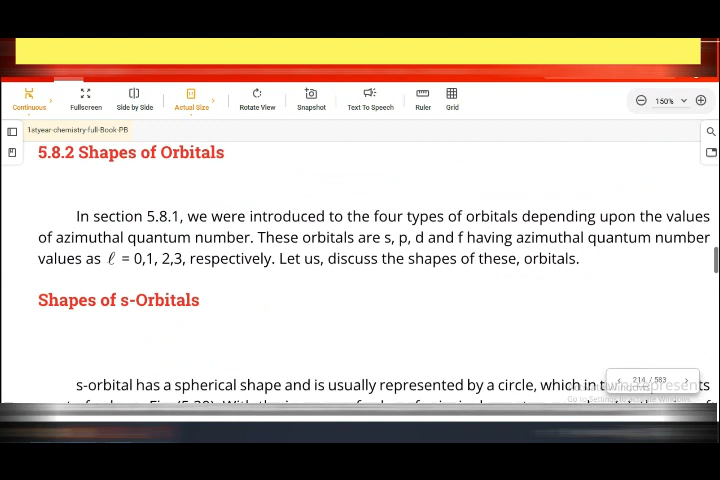 Continuous
Fullscreen
Side by Side
Actual Size
Rotate View
Snapshot
Text To Speech
Ruler
Grid
150%
1styear-chemistry-full-Book-PB
5.8.2 Shapes of Orbitals
In section 5.8.1, we were introduced to the four types of orbitals depending upon the values
of azimuthal quantum number. These orbitals are s, p, d and f having azimuthal quantum number
values as ℓ = 0,1, 2,3, respectively. Let us, discuss the shapes of these, orbitals.
Shapes of s-Orbitals
s-orbital has a spherical shape and is usually represented by a circle, which in
214 / 583